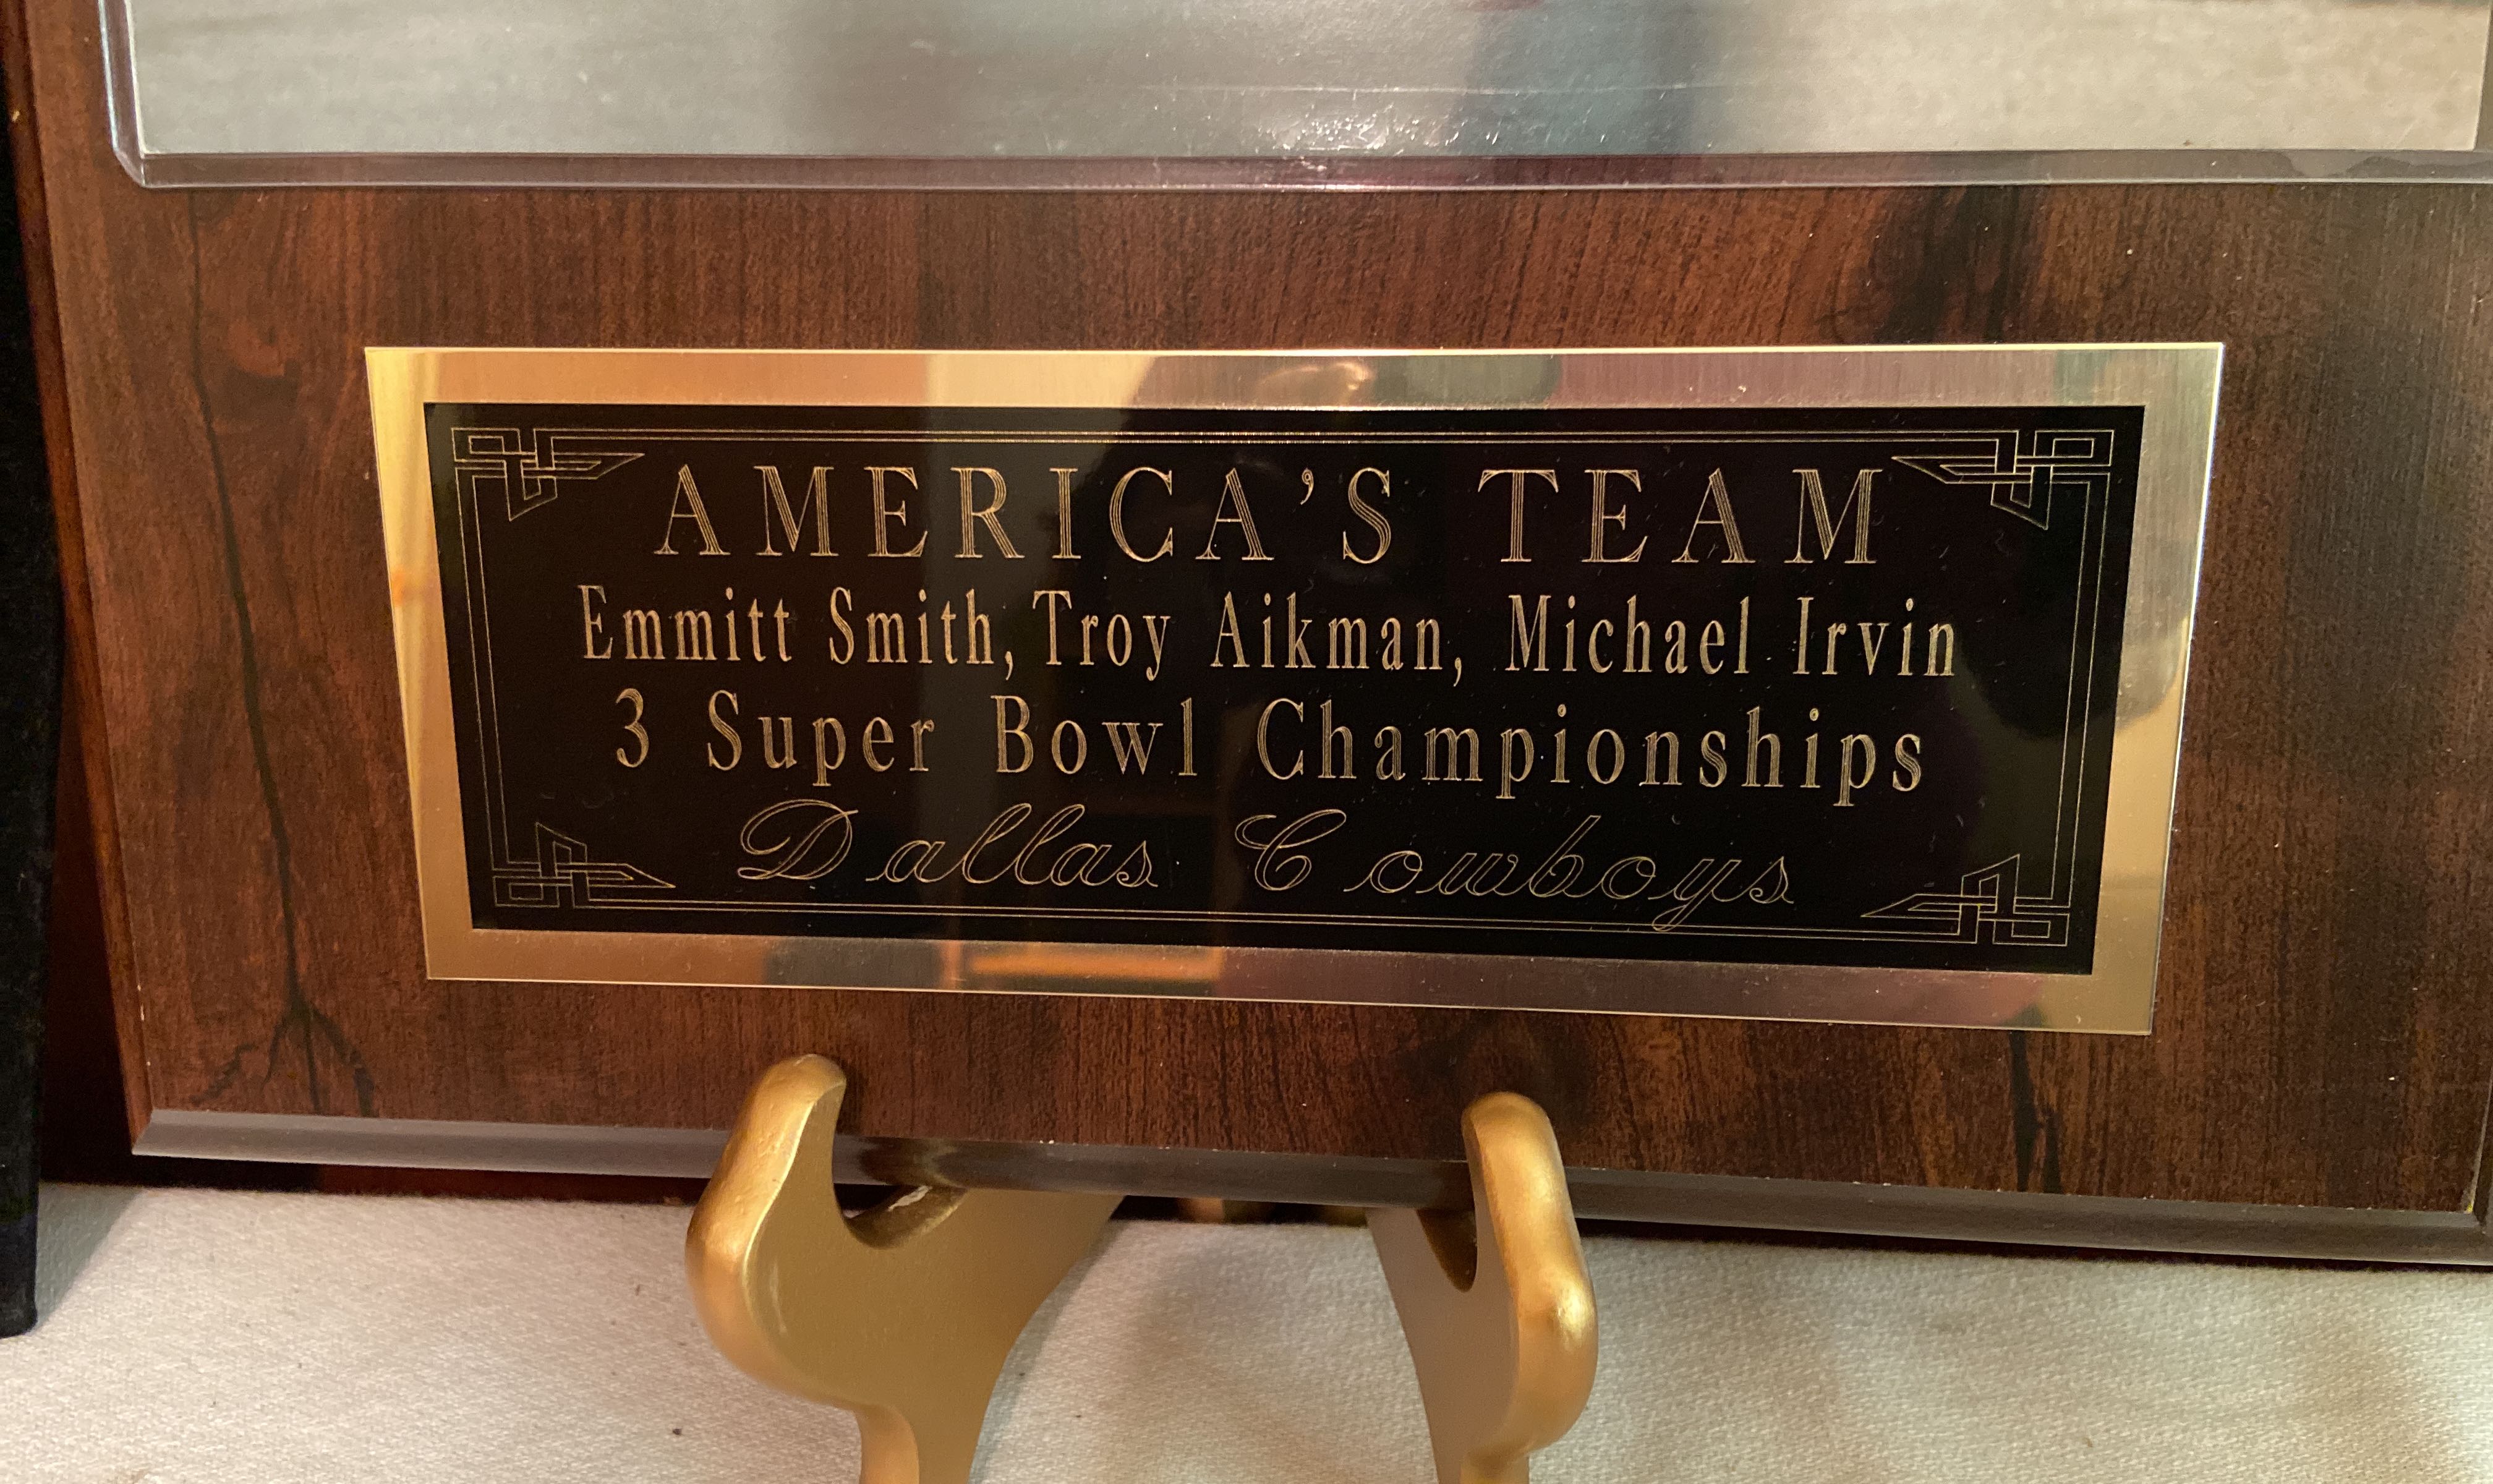 AMERICA'S TEAM
Emmitt Smith, Troy Aikman, Michael Irvin
3 Super Bowl Championships
Dallas Cowboys